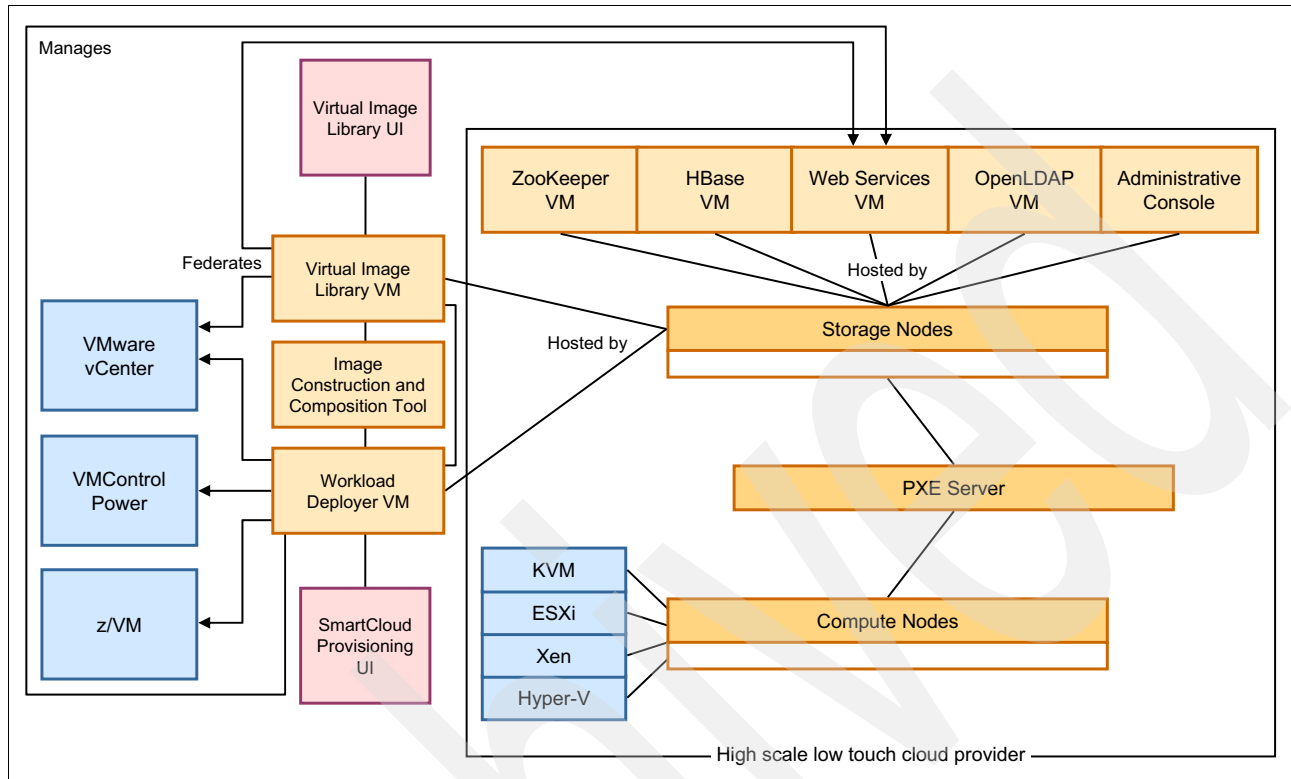 Manages
Virtual Image
Library UI
ZooKeeper
VM
HBase
VM
Web Services
VM
OpenLDAP
VM
Administrative
Console
Federates
Virtual Image
Library VM
Hosted by
Hosted by
Storage Nodes
VMware
vCenter
Image
Construction and
Composition Tool
VMControl
Power
Workload
Deployer VM
PXE Server
KVM
ESXi
Xen
Hyper-V
Compute Nodes
z/VM
SmartCloud
Provisioning
UI
High scale low touch cloud provider